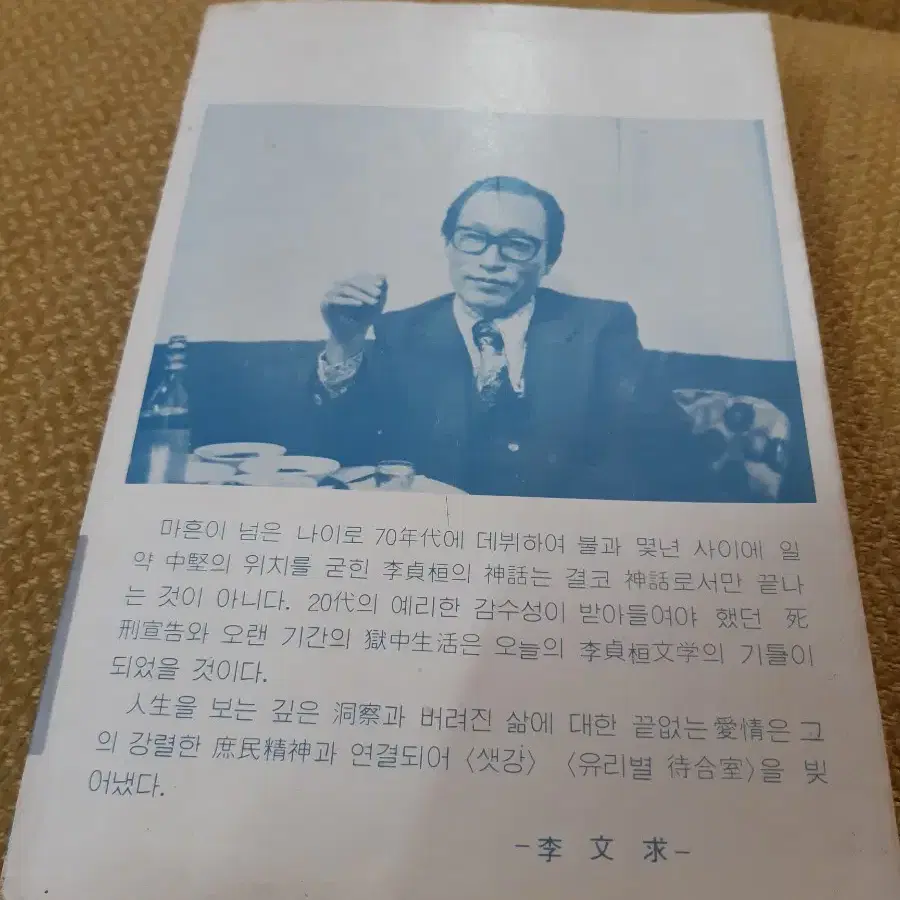 마흔이 넘은 나이로 70年代에 데뷔하여 불과 몇년 사이에 일
약 中堅의 위치를 굳힌 李貞桓의 神話는 결코 神話로서만 끝나
는 것이 아니다. 20代의 예리한 감수성이 받아들여야 했던 死
刑宣告와 오랜 기간의 獄中生活은 오늘의 李貞桓文学의 기틀이
되었을 것이다.
人生을 보는 깊은 洞察과 버려진 삶에 대한 끝없는 愛情은 그
의 강렬한 庶民精神과 연결되어 〈샛강〉 〈유리별 待合室〉을 빚
어냈다.
-李 文 求-